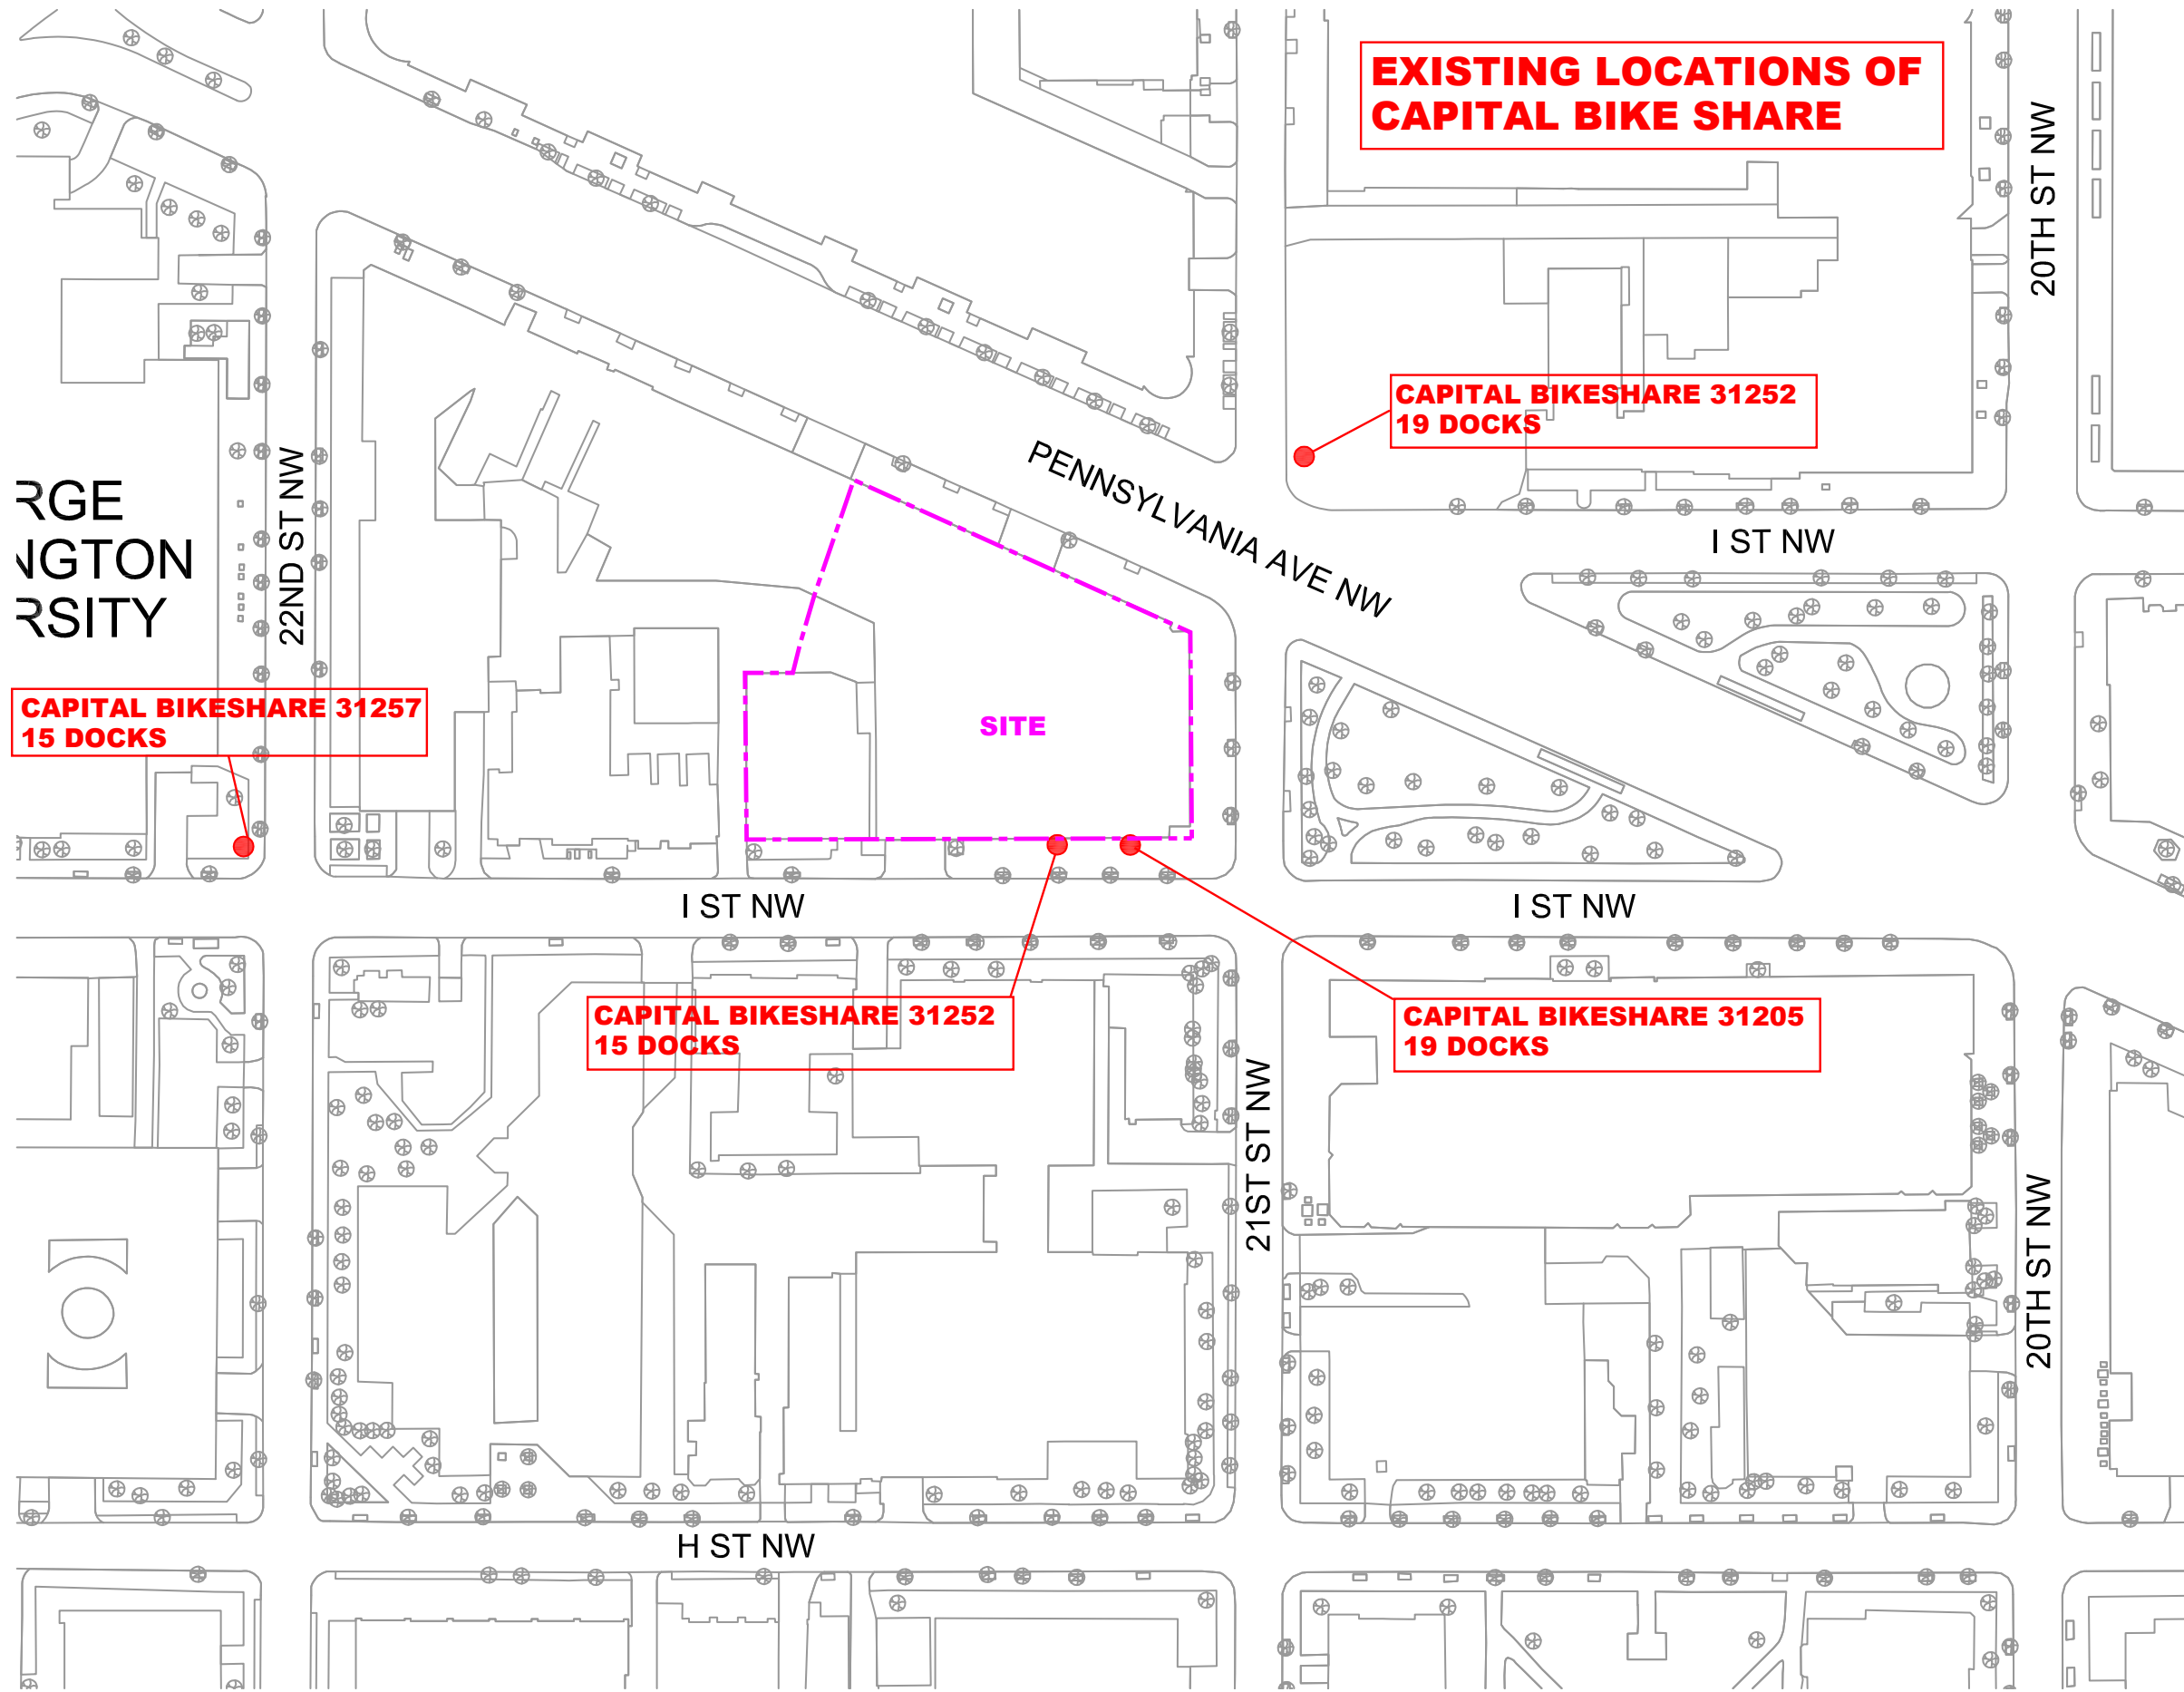 EXISTING LOCATIONS OF
CAPITAL BIKE SHARE
20TH ST NW
CAPITAL BIKESHARE 31252
19 DOCKS
PENNSYLVANIA AVE NW
I ST NW
RGE
NGTON
RSITY
22ND ST NW
CAPITAL BIKESHARE 31257
15 DOCKS
SITE
I ST NW
I ST NW
CAPITAL BIKESHARE 31252
15 DOCKS
CAPITAL BIKESHARE 31205
19 DOCKS
21ST ST NW
20TH ST NW
H ST NW